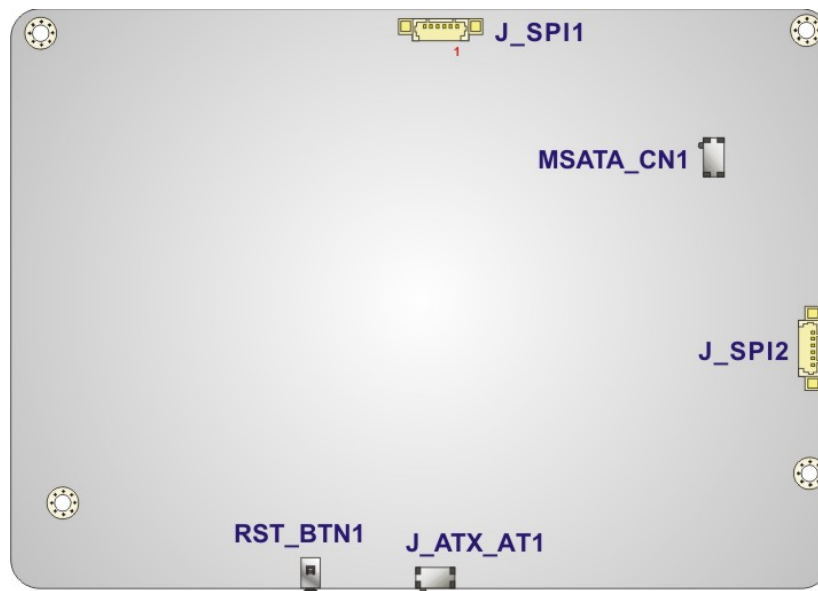 J_SPI1
1
MSATA_CN1
J_SPI2
RST_BTN1
J_ATX_AT1